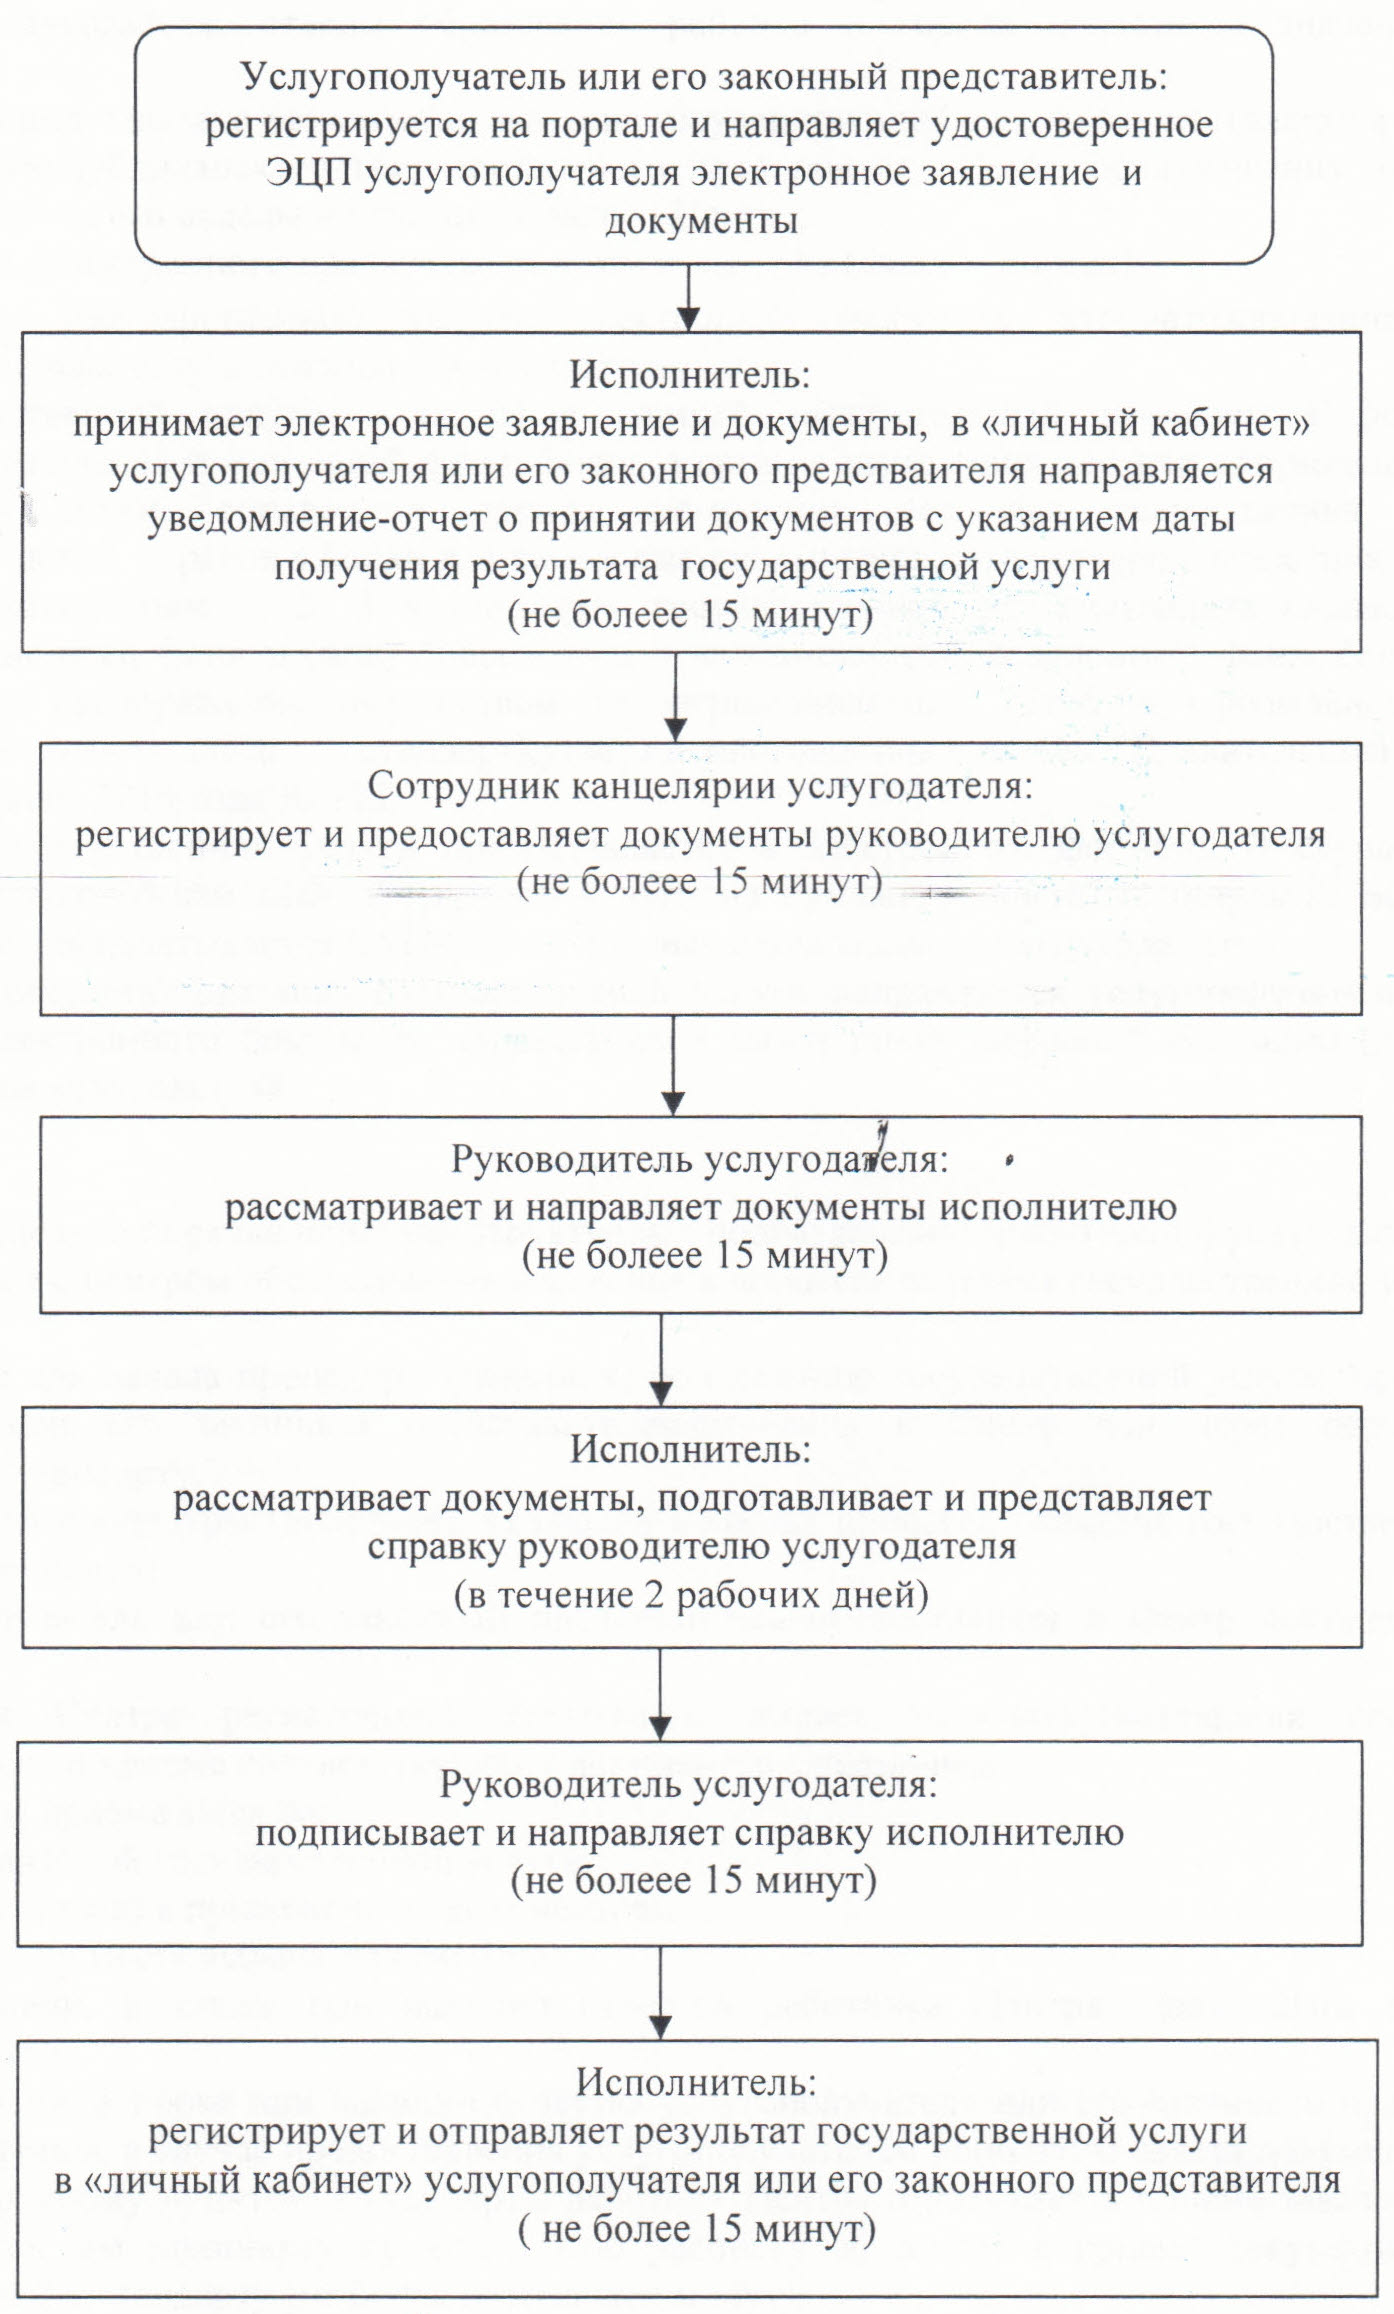 Услугополучатель или его законный представитель:
регистрируется на портале и направляет удостоверенное
ЭЦП услугополучателя электронное заявление и
документы
Исполнитель:
принимает электронное заявление и документы, в «личный кабинет»
услугополучателя или его законного предстваителя направляется
уведомление-отчет о принятии документов с указанием даты
получения результата государственной услуги
(не болеее 15 минут)
Сотрудник канцелярии услугодателя:
регистрирует и предоставляет документы руководителю услугодателя
(не болеее 15 минут)
Руководитель услугодателя:
рассматривает и направляет документы исполнителю
(не болеее 15 минут)
Исполнитель:
рассматривает документы, подготавливает и представляет
справку руководителю услугодателя
(в течение 2 рабочих дней)
Руководитель услугодателя:
подписывает и направляет справку исполнителю
(не болеее 15 минут)
Исполнитель:
регистрирует и отправляет результат государственной услуги
в «личный кабинет» услугополучателя или его законного представителя
( не более 15 минут)